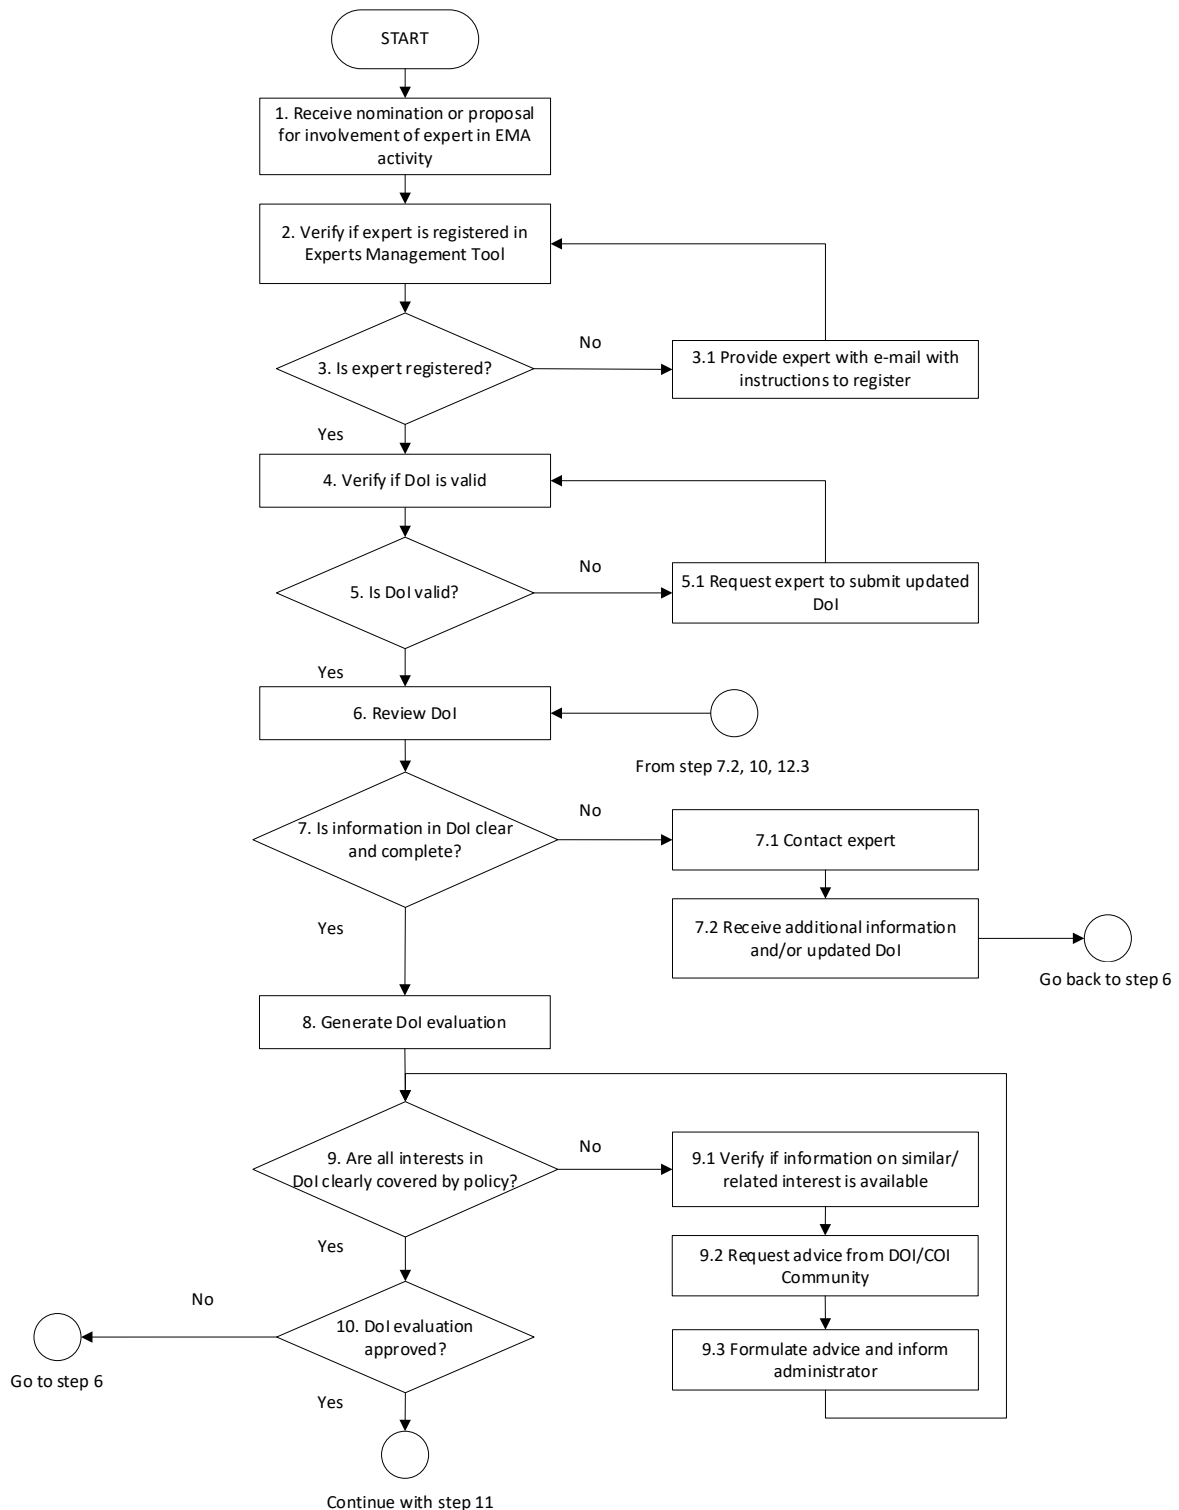 START
1. Receive nomination or proposal
for involvement of expert in EMA
activity
2. Verify if expert is registered in
Experts Management Tool
3. Is expert registered?
No
3.1 Provide expert with e-mail with
instructions to register
Yes
4. Verify if DoI is valid
5. Is DoI valid?
No
5.1 Request expert to submit updated
DoI
Yes
6. Review DoI
From step 7.2, 10, 12.3
7. Is information in DoI clear
and complete?
No
7.1 Contact expert
7.2 Receive additional information
and/or updated DoI
Go back to step 6
Yes
8. Generate DoI evaluation
9. Are all interests in
DoI clearly covered by policy?
No
9.1 Verify if information on similar/
related interest is available
9.2 Request advice from DOI/COI
Community
9.3 Formulate advice and inform
administrator
Yes
10. DoI evaluation
approved?
No
Go to step 6
Yes
Continue with step 11